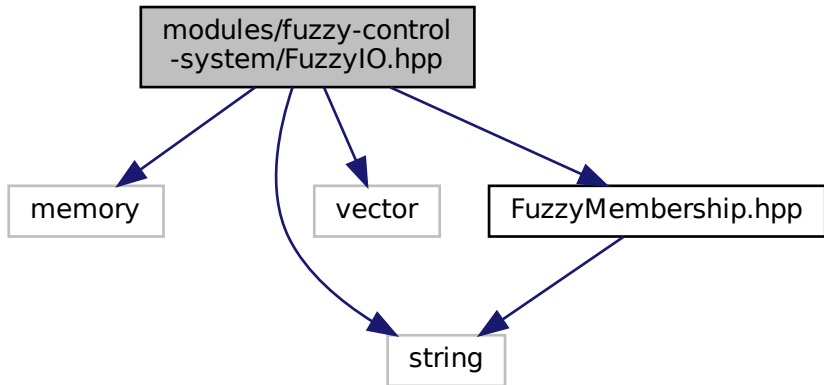 modules/fuzzy-control
-system/FuzzyIO.hpp
memory
vector
FuzzyMembership.hpp
string